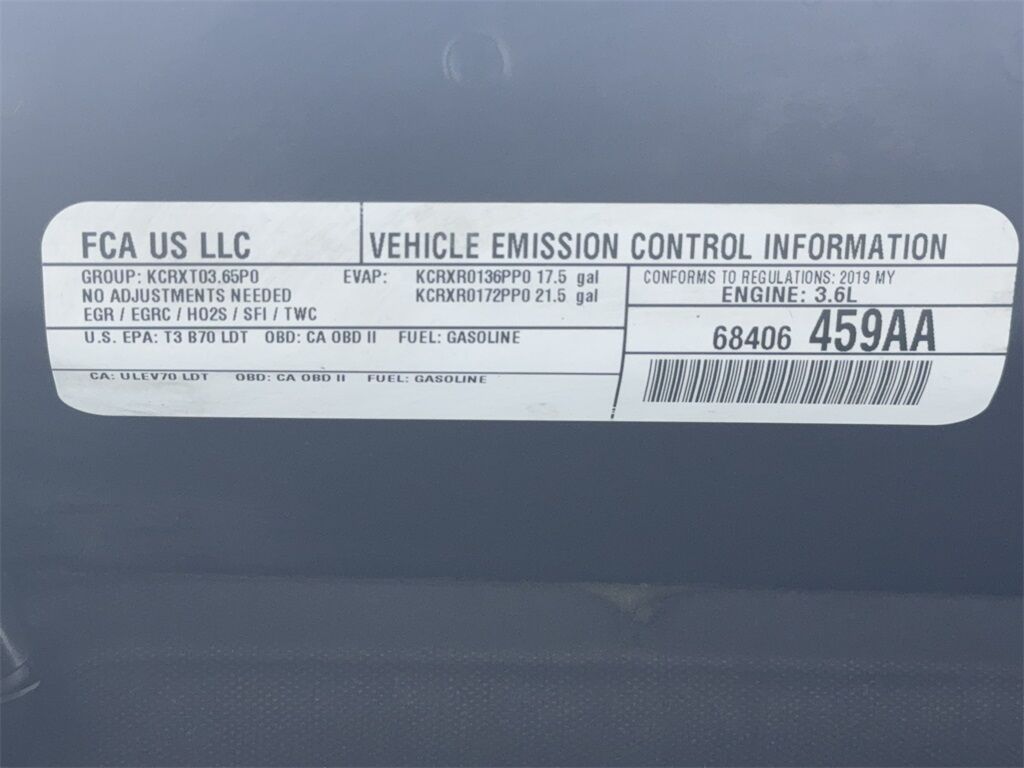 FCA US LLC
VEHICLE EMISSION CONTROL INFORMATION
GROUP: KCRXT03.65P0
NO ADJUSTMENTS NEEDED
EGR / EGRC / HO2S / SFI / TWC
EVAP: KCRXR0136PP0 17.5 gal
KCRXR0172PP0 21.5 gal
CONFORMS TO REGULATIONS: 2019 MY
ENGINE: 3.6L
U.S. EPA: T3 B70 LDT OBD: CA OBD II FUEL: GASOLINE
68406 459AA
CA: ULEV70 LDT OBD: CA OBD II FUEL: GASOLINE